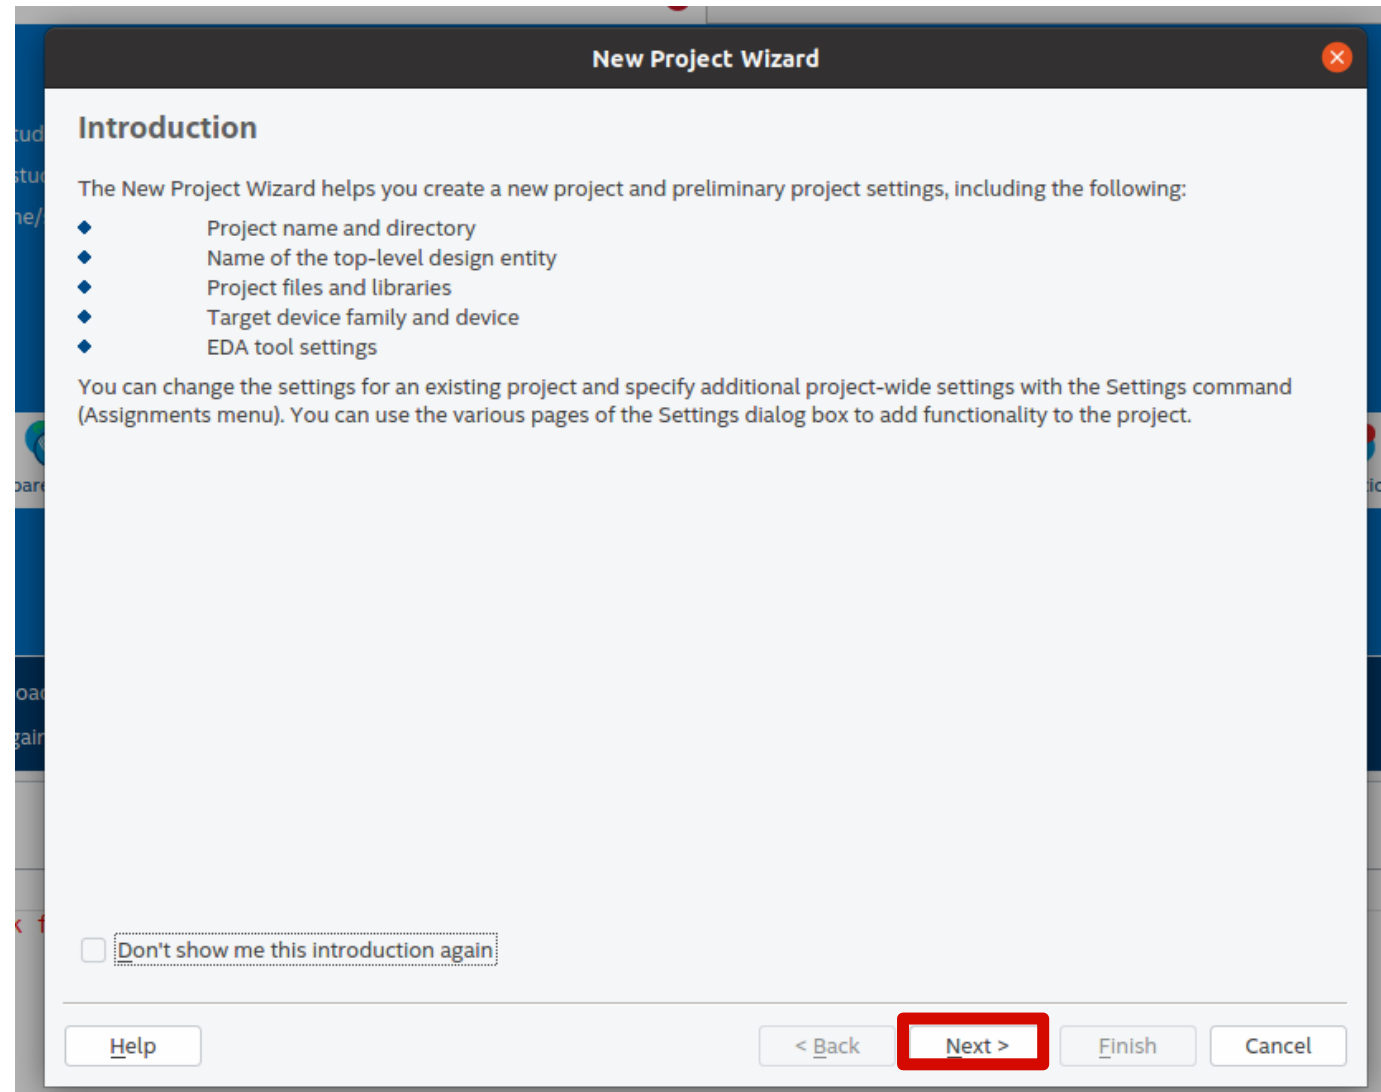 New Project Wizard
Introduction
The New Project Wizard helps you create a new project and preliminary project settings, including the following:
Project name and directory
Name of the top-level design entity
Project files and libraries
Target device family and device
EDA tool settings
You can change the settings for an existing project and specify additional project-wide settings with the Settings command
(Assignments menu). You can use the various pages of the Settings dialog box to add functionality to the project.
Don't show me this introduction again
Help
< Back
Next >
Finish
Cancel